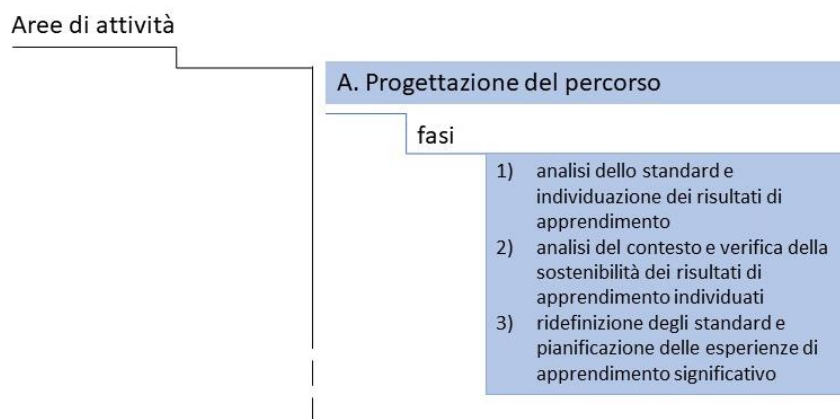 Aree di attività
A. Progettazione del percorso
fasi
1) analisi dello standard e
individuazione dei risultati di
apprendimento
2) analisi del contesto e verifica della
sostenibilità dei risultati di
apprendimento individuati
3) ridefinizione degli standard e
pianificazione delle esperienze di
apprendimento significativo